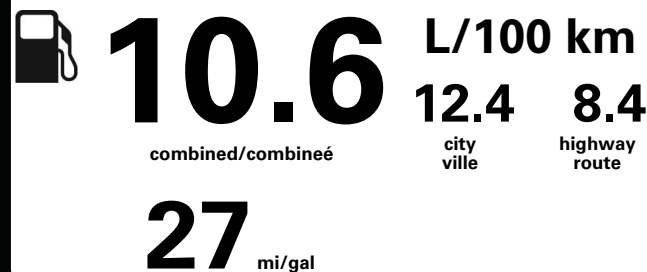 10.6 L/100 km
12.4 8.4
combined/combineé
city highway
ville route
27 mi/gal